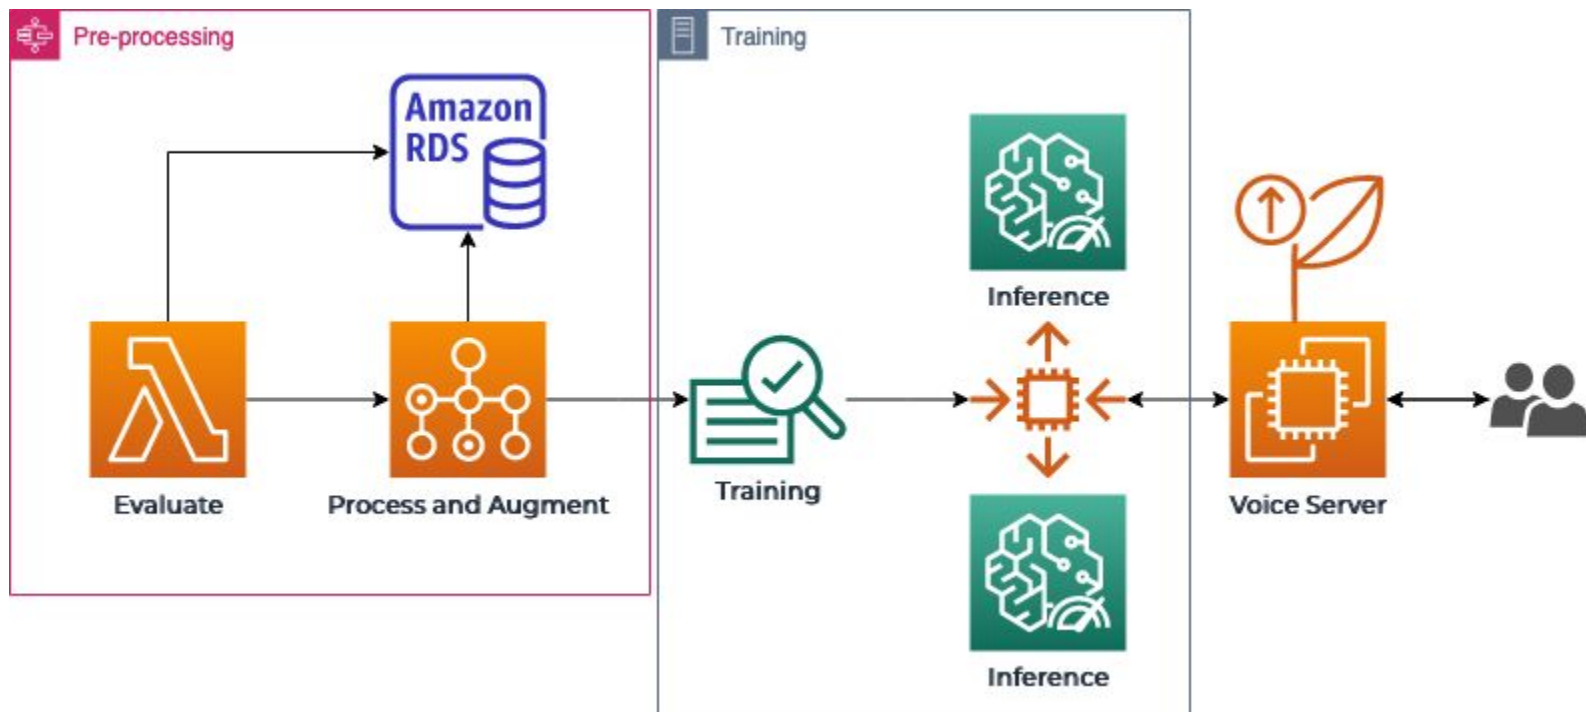 Pre-processing
Training
Amazon
RDS
Inference
Evaluate
Process and Augment
Training
Voice Server
Inference